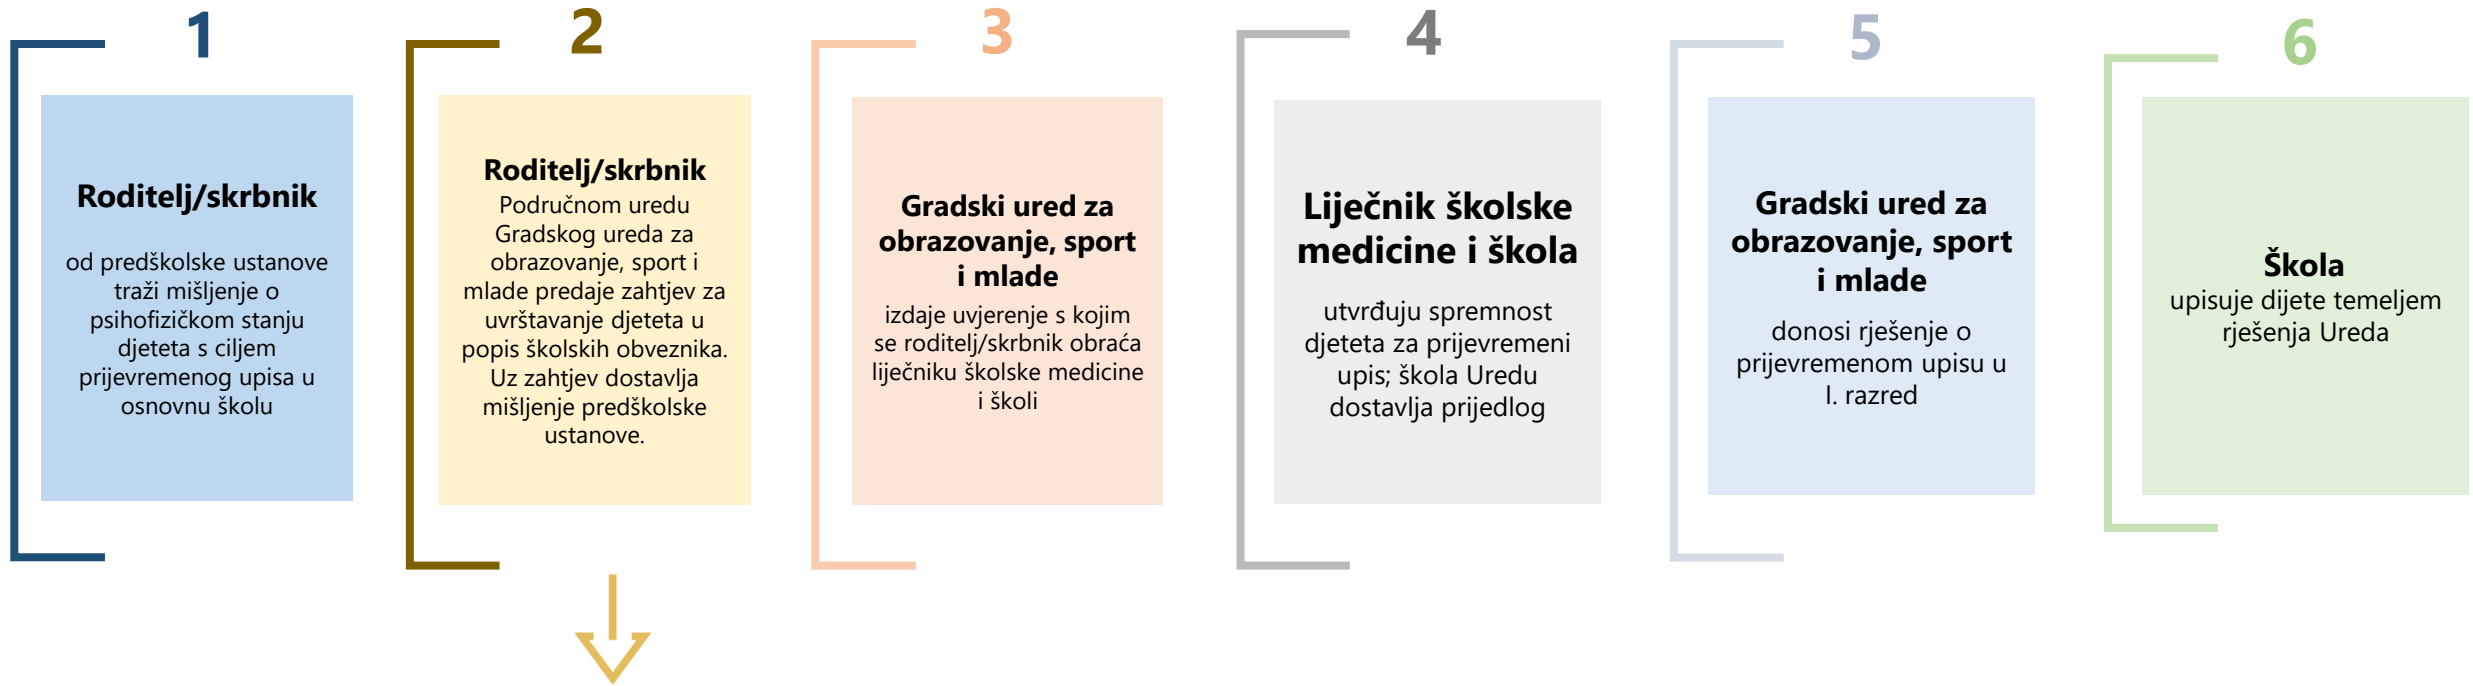 1
Roditelj/skrbnik
od predškolske ustanove
traži mišljenje o
psihofizičkom stanju
djeteta s ciljem
prijevremenog upisa u
osnovnu školu
2
Roditelj/skrbnik
Područnom uredu
Gradskog ureda za
obrazovanje, sport i
mlade predaje zahtjev za
uvrštavanje djeteta u
popis školskih obveznika.
Uz zahtjev dostavlja
mišljenje predškolske
ustanove.
3
Gradski ured za
obrazovanje, sport
i mlade
izdaje uvjerenje s kojim
se roditelj/skrbnik obraća
liječniku školske medicine
i školi
4
Liječnik školske
medicine i škola
utvrđuju spremnost
djeteta za prijevremeni
upis; škola Uredu
dostavlja prijedlog
5
Gradski ured za
obrazovanje, sport
i mlade
donosi rješenje o
prijevremenom upisu u
I. razred
6
Škola
upisuje dijete temeljem
rješenja Ureda